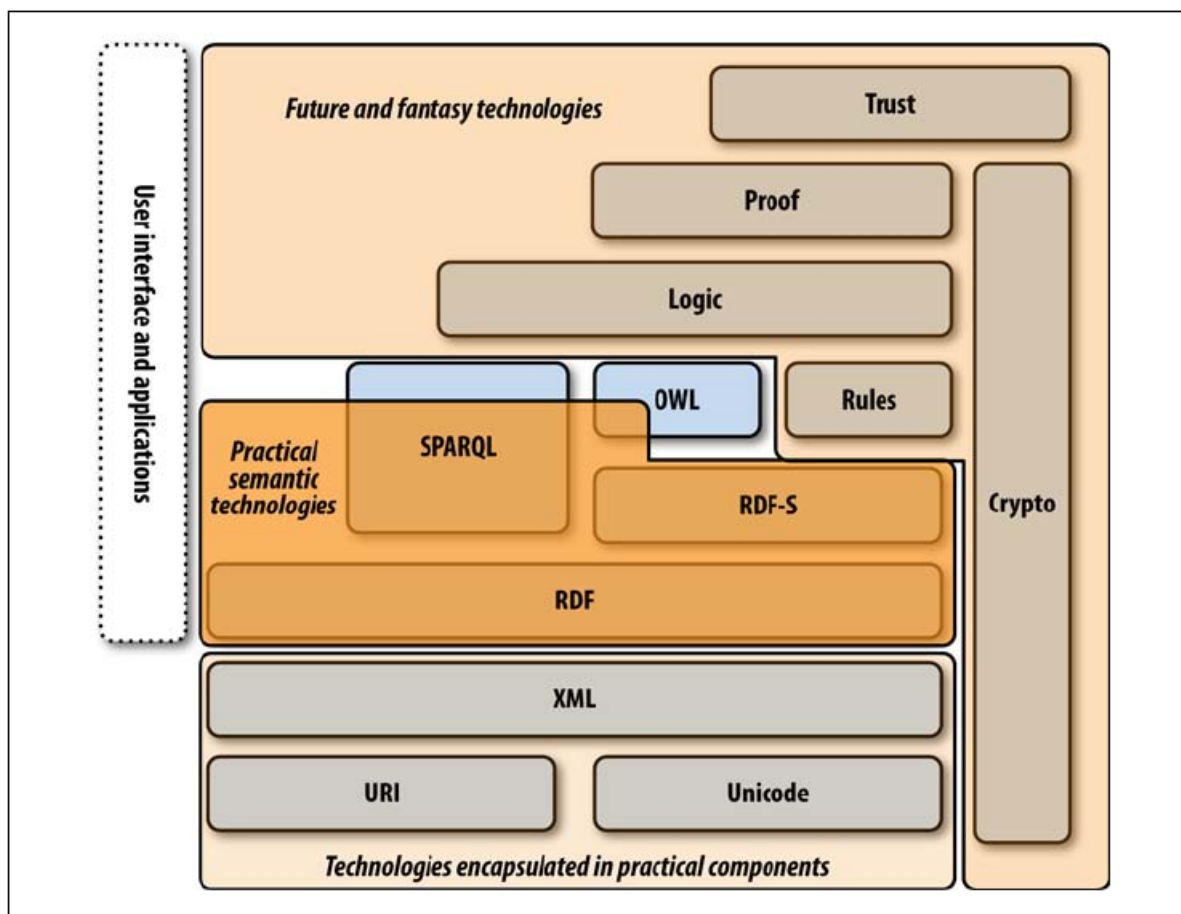 User interface and applications
Future and fantasy technologies
Trust
Proof
Logic
OWL
Rules
SPARQL
Practical
semantic
technologies
RDF-S
Crypto
RDF
XML
URI
Unicode
Technologies encapsulated in practical components